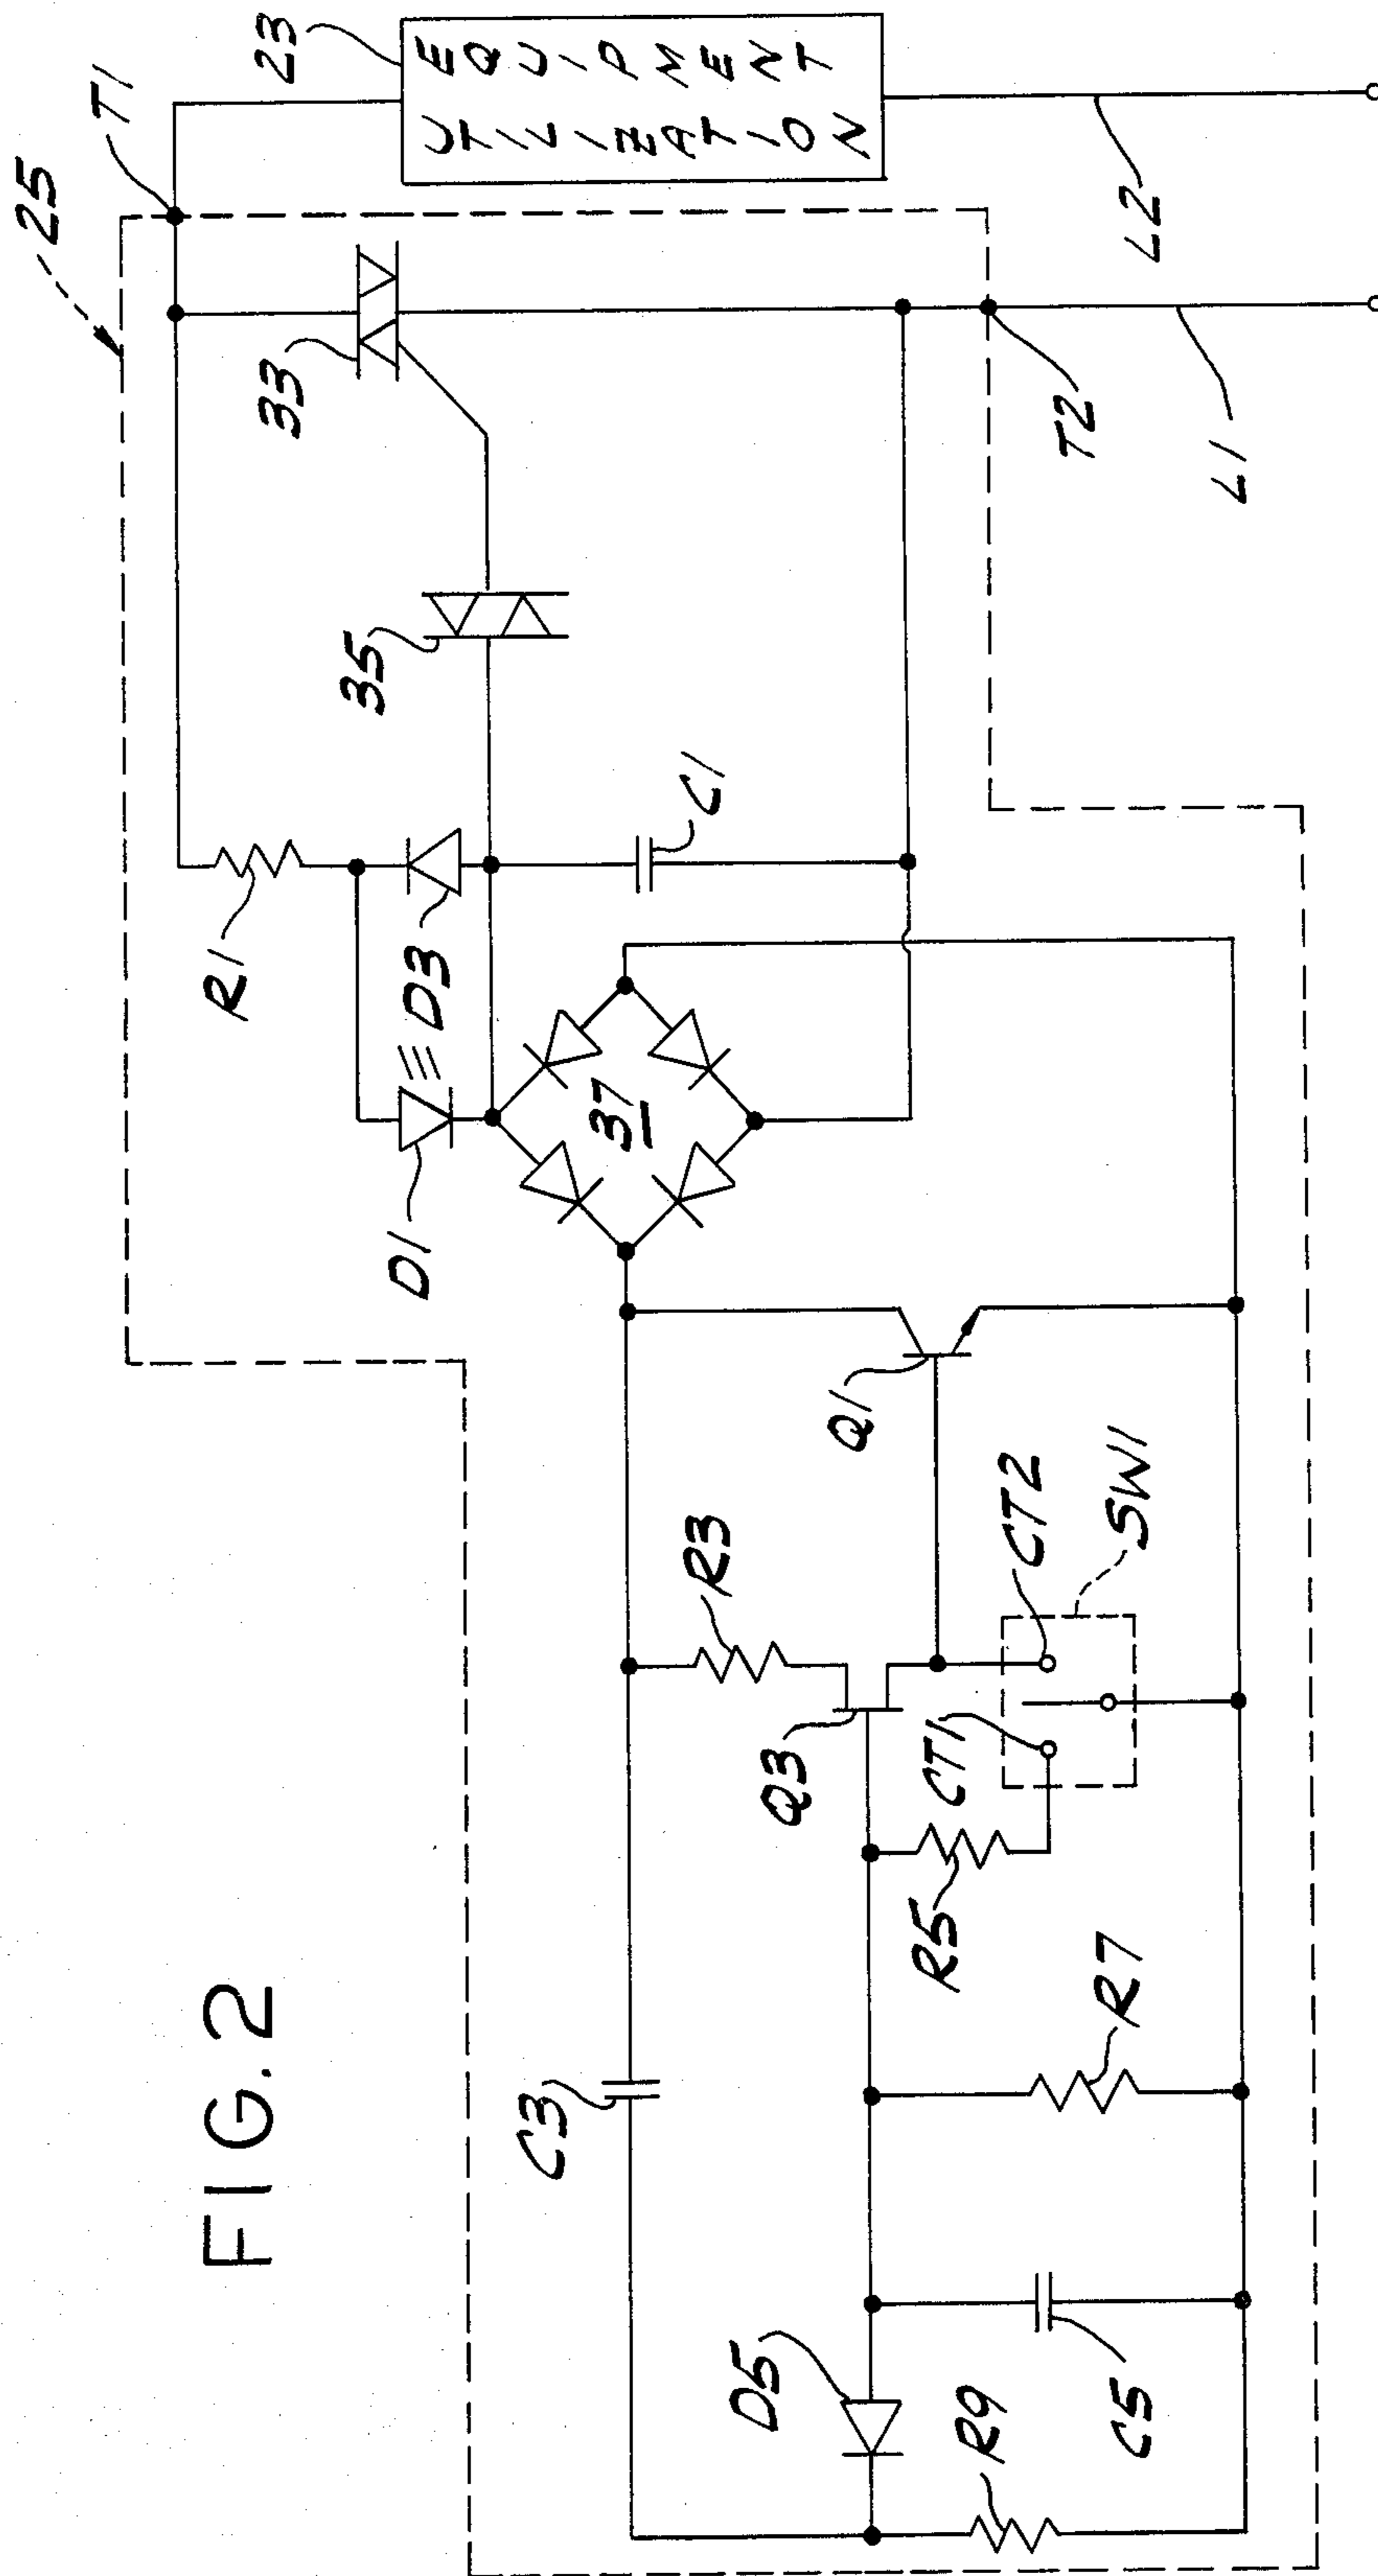 FIG. 2
25
T1
23
UTILIZATION
EQUIPMENT
33
35
R1
D3
D1
37
C1
T2
L2
L1
Q1
R3
Q3
CT2
CT1
SW1
R5
R7
C3
D5
R9
C5